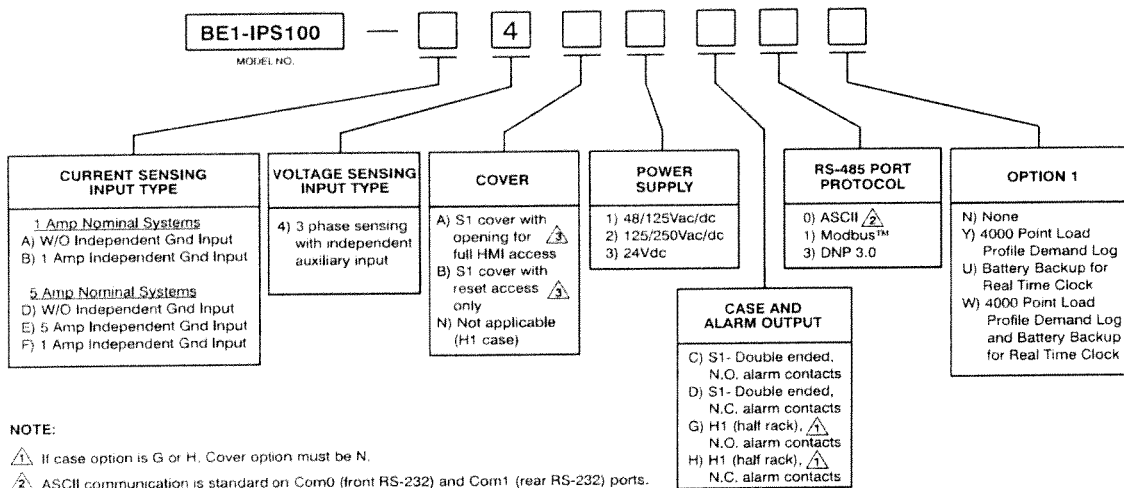 BE1-IPS100 — 4
MODEL NO.
CURRENT SENSING
INPUT TYPE
1 Amp Nominal Systems
A) W/O Independent Gnd Input
B) 1 Amp Independent Gnd Input
5 Amp Nominal Systems
D) W/O Independent Gnd Input
E) 5 Amp Independent Gnd Input
F) 1 Amp Independent Gnd Input
VOLTAGE SENSING
INPUT TYPE
4) 3 phase sensing
with independent
auxiliary input
COVER
A) S1 cover with
opening for 3
full HMI access
B) S1 cover with
reset access 3
only
N) Not applicable
(H1 case)
POWER
SUPPLY
1) 48/125Vac/dc
2) 125/250Vac/dc
3) 24Vdc
CASE AND
ALARM OUTPUT
C) S1- Double ended,
N.O. alarm contacts
D) S1- Double ended,
N.C. alarm contacts
G) H1 (half rack), 1
N.O. alarm contacts
H) H1 (half rack), 1
N.C. alarm contacts
RS-485 PORT
PROTOCOL
0) ASCII 2
1) Modbus™
3) DNP 3.0
OPTION 1
N) None
Y) 4000 Point Load
Profile Demand Log
U) Battery Backup for
Real Time Clock
W) 4000 Point Load
Profile Demand Log
and Battery Backup
for Real Time Clock
NOTE:
1 If case option is G or H, Cover option must be N.
2 ASCII communication is standard on Com0 (front RS-232) and Com1 (rear RS-232) ports.